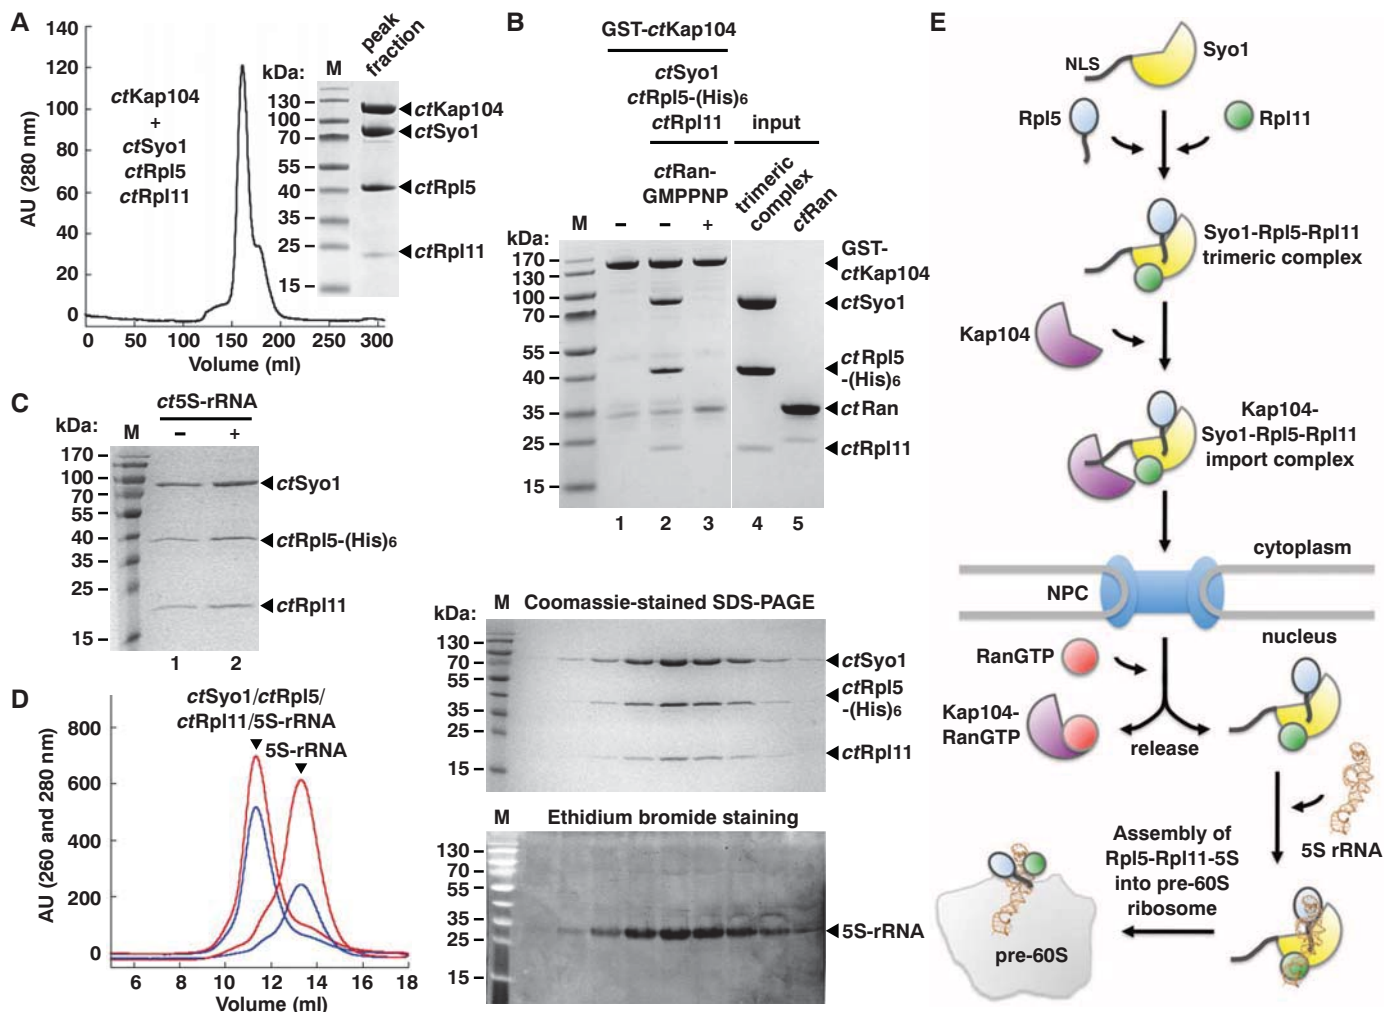 A
140
120
100
80
60
40
20
0
AU (280 nm)
0 50 100 150 200 250 300
Volume (ml)
ctKap104
+
ctSyo1
ctRpl5
ctRpl11
kDa:
M
peak
fraction
130
100
70
55
40
35
25
15
ctKap104
ctSyo1
ctRpl5
ctRpl11
B
GST-ctKap104
ctSyo1
ctRpl5-(His)6
ctRpl11
input
ctRan-
GMPPNP
trimeric
complex
ctRan
M – – +
kDa:
170
130
100
70
55
40
35
25
15
GST-
ctKap104
ctSyo1
ctRpl5
-(His)6
ctRan
ctRpl11
1 2 3 4 5
C
ct5S-rRNA
kDa:
M – +
170
100
70
55
40
35
25
15
ctSyo1
ctRpl5-(His)6
ctRpl11
1 2
D
ctSyo1/ctRpl5/
ctRpl11/5S-rRNA
5S-rRNA
800
600
400
200
0
AU (260 and 280 nm)
6 8 10 12 14 16 18
Volume (ml)
kDa:
M Coomassie-stained SDS-PAGE
130
70
55
35
25
15
ctSyo1
ctRpl5
-(His)6
ctRpl11
M Ethidium bromide staining
130
70
55
35
25
15
5S-rRNA
E
NLS
Syo1
Rpl5
Rpl11
Syo1-Rpl5-Rpl11
trimeric complex
Kap104
Kap104-
Syo1-Rpl5-Rpl11
import complex
cytoplasm
NPC
nucleus
RanGTP
Kap104-
RanGTP
release
5S rRNA
Assembly of
Rpl5-Rpl11-5S
into pre-60S
ribosome
pre-60S